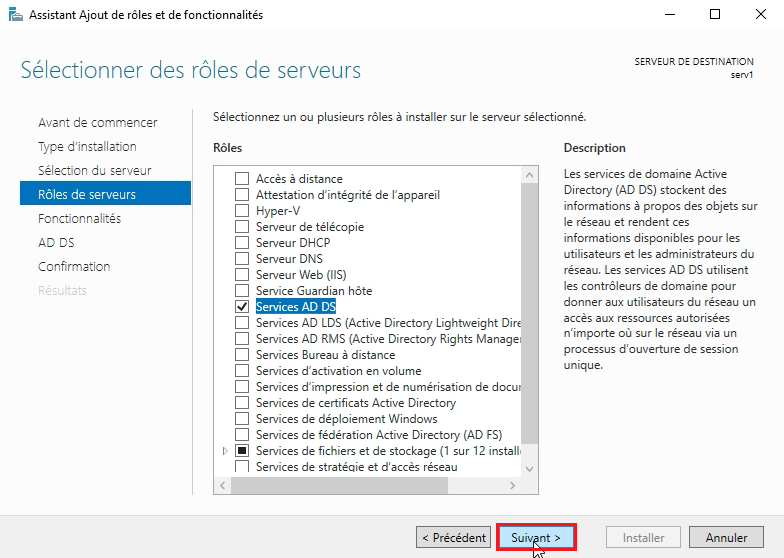 Assistant Ajout de rôles et de fonctionnalités
Sélectionner des rôles de serveurs
SERVEUR DE DESTINATION
serv1
Avant de commencer
Type d'installation
Sélection du serveur
Rôles de serveurs
Fonctionnalités
AD DS
Confirmation
Résultats
Sélectionnez un ou plusieurs rôles à installer sur le serveur sélectionné.
Rôles
Accès à distance
Attestation d'intégrité de l'appareil
Hyper-V
Serveur de télécopie
Serveur DHCP
Serveur DNS
Serveur Web (IIS)
Service Guardian hôte
Services AD DS
Services AD LDS (Active Directory Lightweight Dire
Services AD RMS (Active Directory Rights Manager
Services Bureau à distance
Services d'activation en volume
Services d'impression et de numérisation de docun
Services de certificats Active Directory
Services de déploiement Windows
Services de fédération Active Directory (AD FS)
Services de fichiers et de stockage (1 sur 12 install
Services de stratégie et d'accès réseau
Description
Les services de domaine Active
Directory (AD DS) stockent des
informations à propos des objets sur
le réseau et rendent ces
informations disponibles pour les
utilisateurs et les administrateurs du
réseau. Les services AD DS utilisent
les contrôleurs de domaine pour
donner aux utilisateurs du réseau un
accès aux ressources autorisées
n'importe où sur le réseau via un
processus d'ouverture de session
unique.
< Précédent
Suivant >
Installer
Annuler